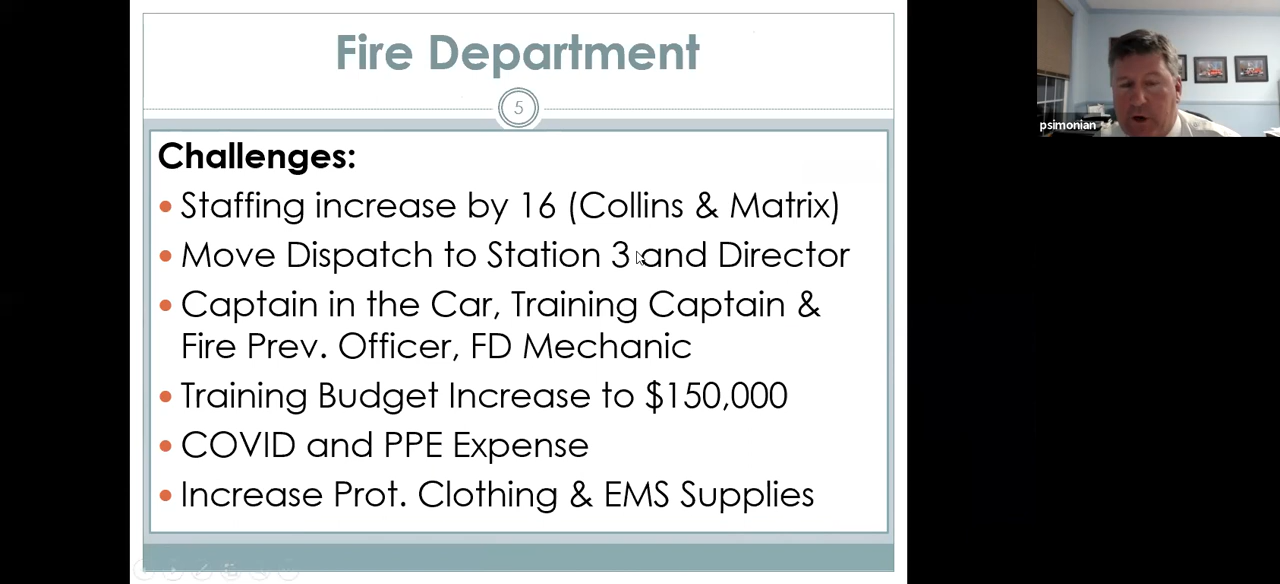 Fire Department
5
Challenges:
• Staffing increase by 16 (Collins & Matrix)
• Move Dispatch to Station 3 and Director
• Captain in the Car, Training Captain &
Fire Prev. Officer, FD Mechanic
• Training Budget Increase to $150,000
• COVID and PPE Expense
• Increase Prot. Clothing & EMS Supplies
psimonian